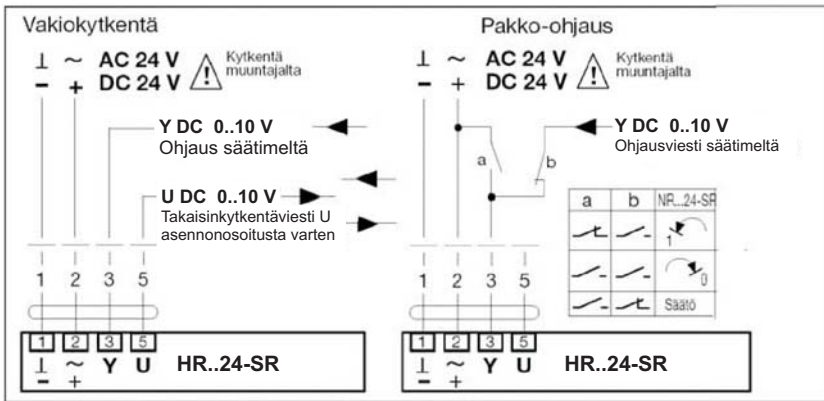 Vakiokytkentä
⊥ ~ AC 24 V
− + DC 24 V
Kytkentä
muuntajalta
Y DC 0..10 V
Ohjaus säätimeltä
U DC 0..10 V
Takaisinkytkentäviesti U
asennonosoitusta varten
1 2 3 5
1 2 3 5
⊥ ~ Y U HR..24-SR
− +
Pakko-ohjaus
⊥ ~ AC 24 V
− + DC 24 V
Kytkentä
muuntajalta
Y DC 0..10 V
Ohjausviesti säätimeltä
a b
a b NR...24-SR
1
0
Säätö
1 2 3 5
1 2 3 5
⊥ ~ Y U HR..24-SR
− +